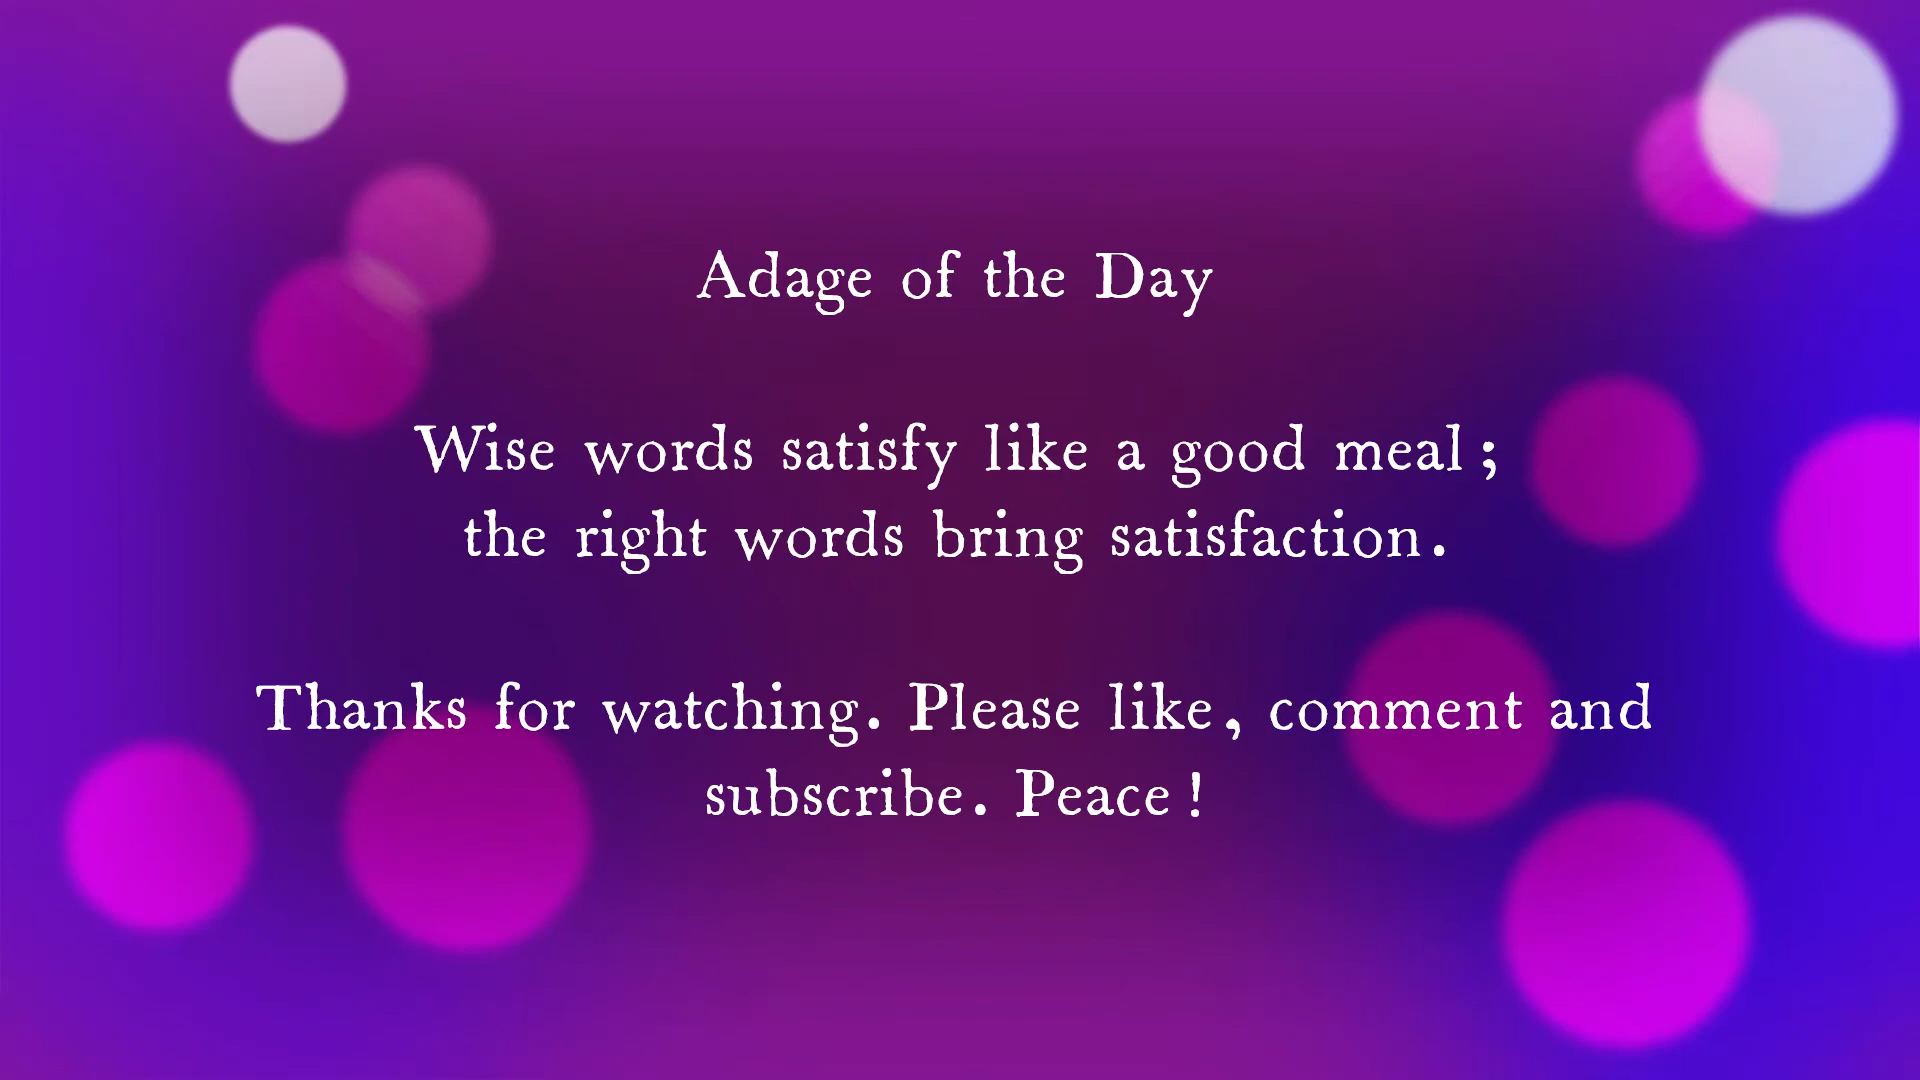 Adage of the Day
Wise words satisfy like a good meal;
the right words bring satisfaction.
Thanks for watching. Please like, comment and
subscribe. Peace!